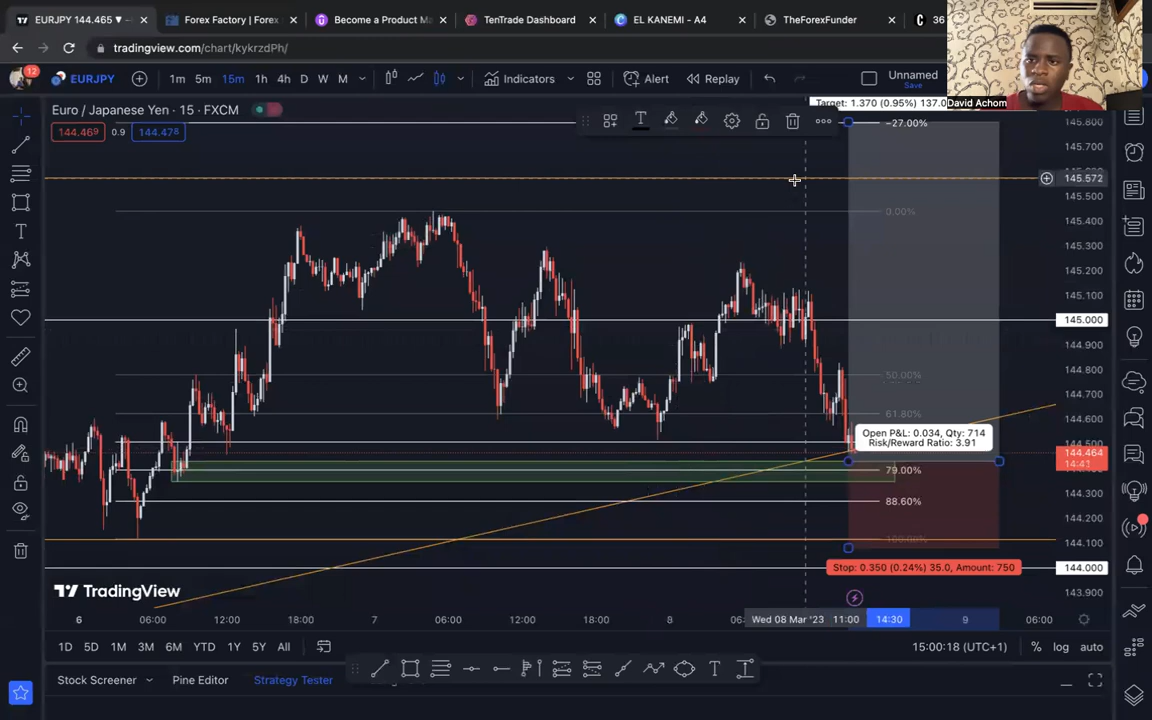 EURJPY 144.465 ▼
Forex Factory | Forex
Become a Product Ma
TenTrade Dashboard
EL KANEMI - A4
TheForexFunder
36
tradingview.com/chart/kykrzdPh/
12
EURJPY
1m 5m 15m 1h 4h D W M
Indicators
Alert
Replay
Unnamed
Save
David Achom
Euro / Japanese Yen · 15 · FXCM
144.469 0.9 144.478
Target: 1.370 (0.95%) 137.0
-27.00%
0.00%
50.00%
61.80%
79.00%
88.60%
100.00%
Open P&L: 0.034, Qty: 714
Risk/Reward Ratio: 3.91
Stop: 0.350 (0.24%) 35.0, Amount: 750
145.800
145.700
145.572
145.500
145.400
145.300
145.200
145.100
145.000
144.900
144.800
144.700
144.600
144.500
144.464
14:41
144.300
144.200
144.100
144.000
143.900
TradingView
6 06:00 12:00 18:00 7 06:00 12:00 18:00 8 Wed 08 Mar '23 11:00 14:30 9 06:00
1D 5D 1M 3M 6M YTD 1Y 5Y All
15:00:18 (UTC+1) % log auto
Stock Screener Pine Editor Strategy Tester